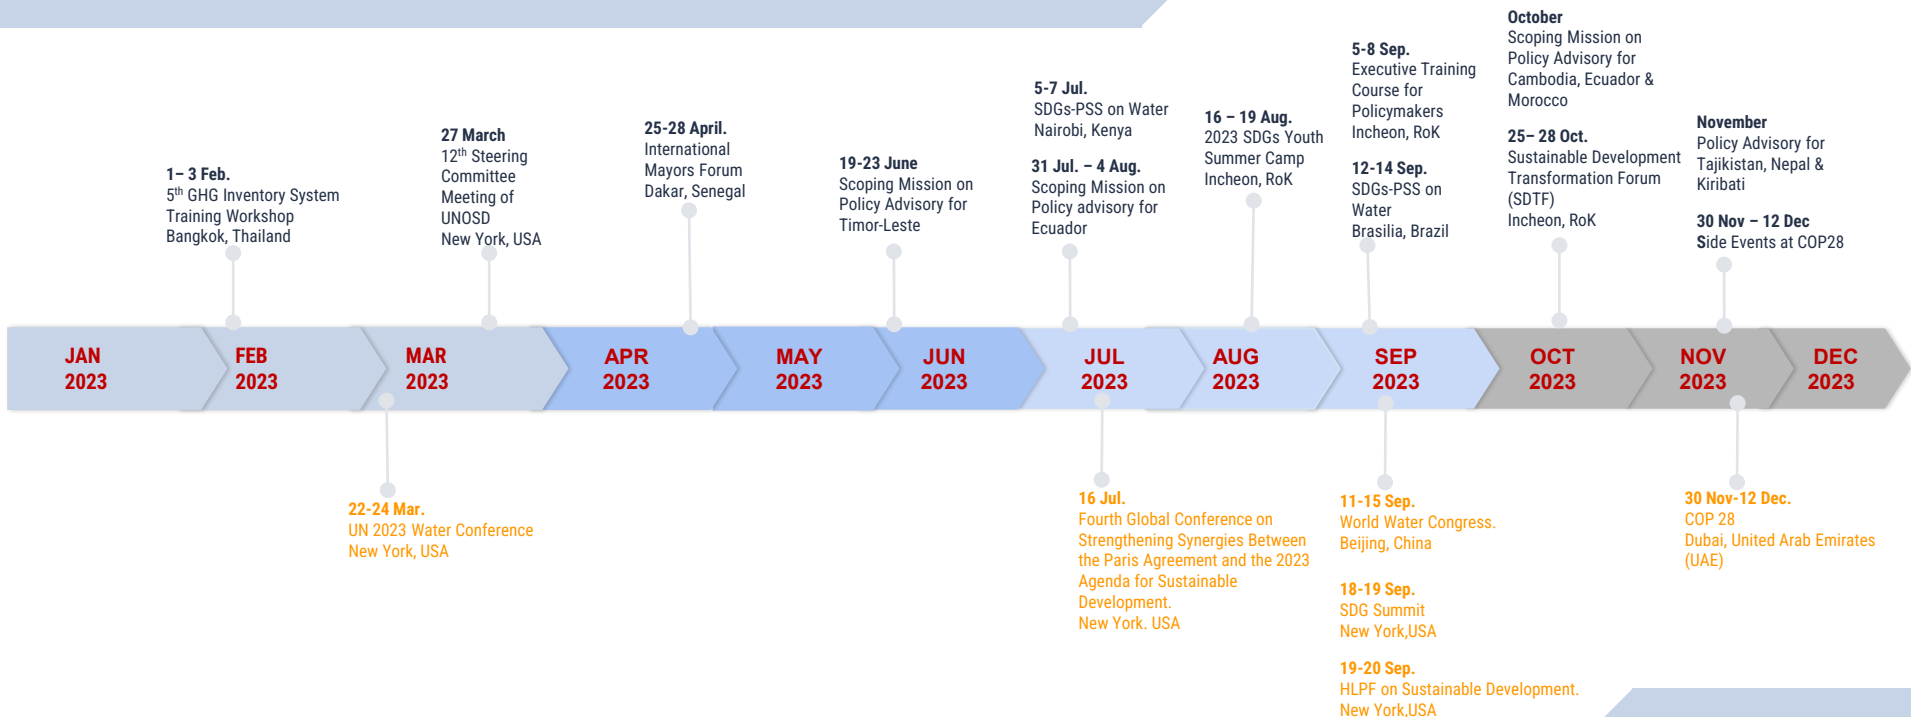 1– 3 Feb.
5th GHG Inventory System
Training Workshop
Bangkok, Thailand
27 March
12th Steering
Committee
Meeting of
UNOSD
New York, USA
25-28 April.
International
Mayors Forum
Dakar, Senegal
19-23 June
Scoping Mission on
Policy Advisory for
Timor-Leste
5-7 Jul.
SDGs-PSS on Water
Nairobi, Kenya
31 Jul. – 4 Aug.
Scoping Mission on
Policy advisory for
Ecuador
16 – 19 Aug.
2023 SDGs Youth
Summer Camp
Incheon, RoK
5-8 Sep.
Executive Training
Course for
Policymakers
Incheon, RoK
12-14 Sep.
SDGs-PSS on
Water
Brasilia, Brazil
October
Scoping Mission on
Policy Advisory for
Cambodia, Ecuador &
Morocco
25– 28 Oct.
Sustainable Development
Transformation Forum
(SDTF)
Incheon, RoK
November
Policy Advisory for
Tajikistan, Nepal &
Kiribati
30 Nov – 12 Dec
Side Events at COP28
JAN
2023
FEB
2023
MAR
2023
APR
2023
MAY
2023
JUN
2023
JUL
2023
AUG
2023
SEP
2023
OCT
2023
NOV
2023
DEC
2023
22-24 Mar.
UN 2023 Water Conference
New York, USA
16 Jul.
Fourth Global Conference on
Strengthening Synergies Between
the Paris Agreement and the 2023
Agenda for Sustainable
Development.
New York. USA
11-15 Sep.
World Water Congress.
Beijing, China
18-19 Sep.
SDG Summit
New York,USA
19-20 Sep.
HLPF on Sustainable Development.
New York,USA
30 Nov-12 Dec.
COP 28
Dubai, United Arab Emirates
(UAE)